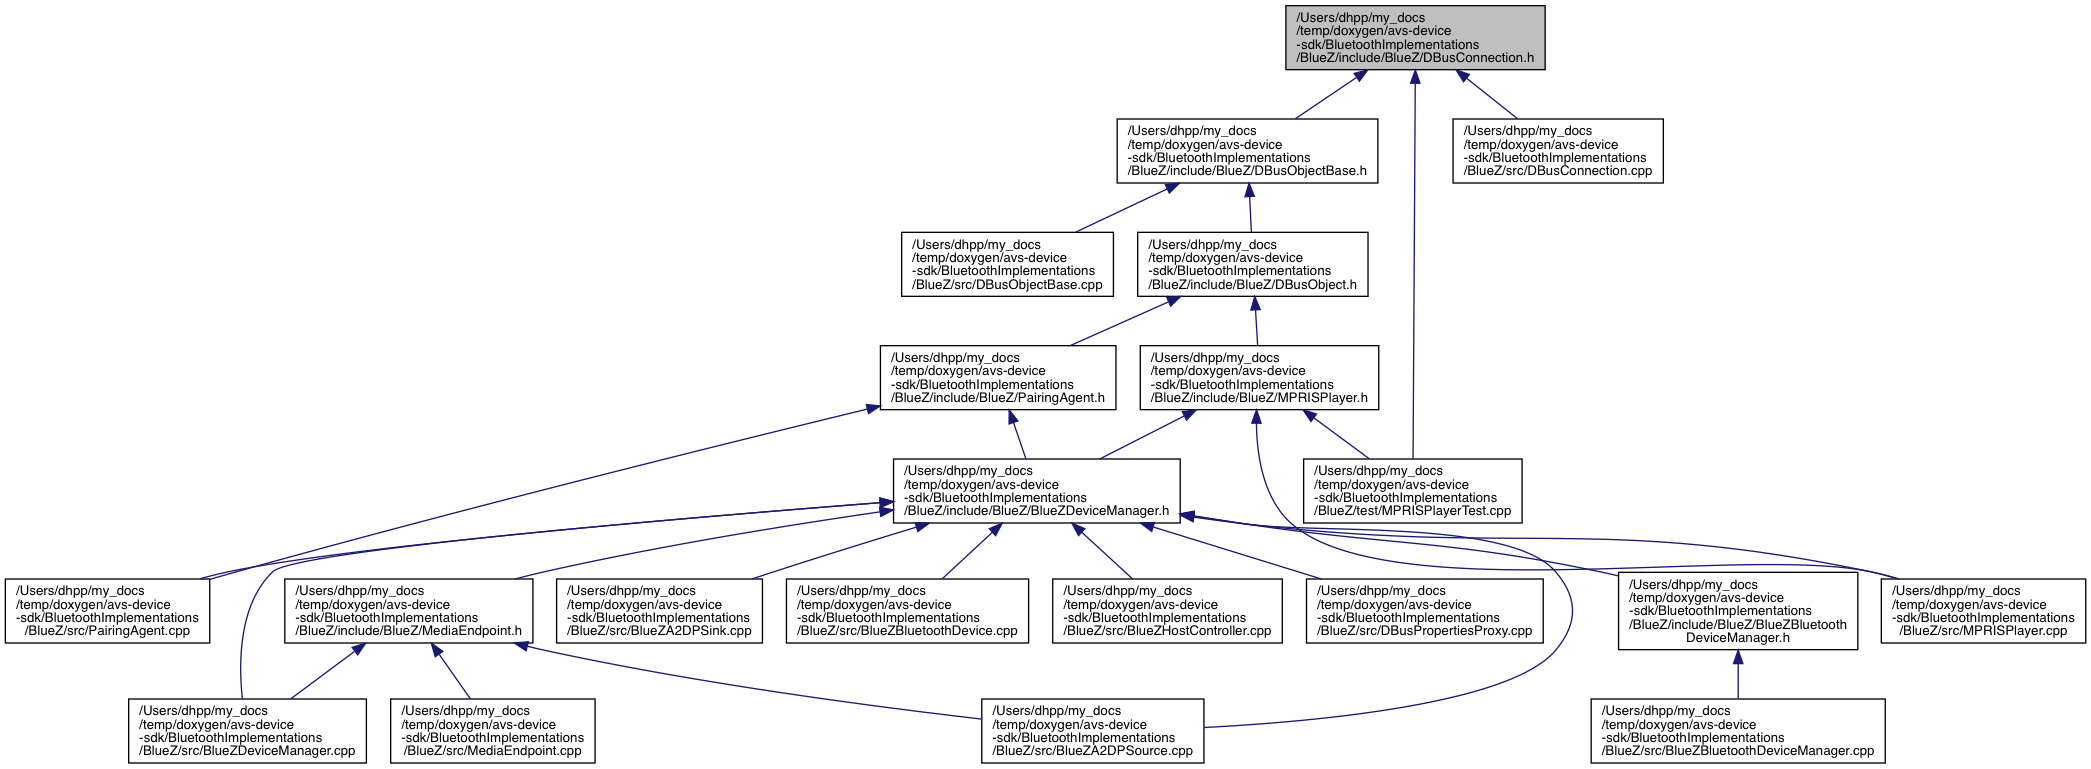 /Users/dhpp/my_docs
/temp/doxygen/avs-device
-sdk/BluetoothImplementations
/BlueZ/include/BlueZ/DBusConnection.h
/Users/dhpp/my_docs
/temp/doxygen/avs-device
-sdk/BluetoothImplementations
/BlueZ/include/BlueZ/DBusObjectBase.h
/Users/dhpp/my_docs
/temp/doxygen/avs-device
-sdk/BluetoothImplementations
/BlueZ/src/DBusConnection.cpp
/Users/dhpp/my_docs
/temp/doxygen/avs-device
-sdk/BluetoothImplementations
/BlueZ/src/DBusObjectBase.cpp
/Users/dhpp/my_docs
/temp/doxygen/avs-device
-sdk/BluetoothImplementations
/BlueZ/include/BlueZ/DBusObject.h
/Users/dhpp/my_docs
/temp/doxygen/avs-device
-sdk/BluetoothImplementations
/BlueZ/include/BlueZ/PairingAgent.h
/Users/dhpp/my_docs
/temp/doxygen/avs-device
-sdk/BluetoothImplementations
/BlueZ/include/BlueZ/MPRISPlayer.h
/Users/dhpp/my_docs
/temp/doxygen/avs-device
-sdk/BluetoothImplementations
/BlueZ/include/BlueZ/BlueZDeviceManager.h
/Users/dhpp/my_docs
/temp/doxygen/avs-device
-sdk/BluetoothImplementations
/BlueZ/test/MPRISPlayerTest.cpp
/Users/dhpp/my_docs
/temp/doxygen/avs-device
-sdk/BluetoothImplementations
/BlueZ/src/PairingAgent.cpp
/Users/dhpp/my_docs
/temp/doxygen/avs-device
-sdk/BluetoothImplementations
/BlueZ/include/BlueZ/MediaEndpoint.h
/Users/dhpp/my_docs
/temp/doxygen/avs-device
-sdk/BluetoothImplementations
/BlueZ/src/BlueZA2DPSink.cpp
/Users/dhpp/my_docs
/temp/doxygen/avs-device
-sdk/BluetoothImplementations
/BlueZ/src/BlueZBluetoothDevice.cpp
/Users/dhpp/my_docs
/temp/doxygen/avs-device
-sdk/BluetoothImplementations
/BlueZ/src/BlueZHostController.cpp
/Users/dhpp/my_docs
/temp/doxygen/avs-device
-sdk/BluetoothImplementations
/BlueZ/src/DBusPropertiesProxy.cpp
/Users/dhpp/my_docs
/temp/doxygen/avs-device
-sdk/BluetoothImplementations
/BlueZ/include/BlueZ/BlueZBluetooth
DeviceManager.h
/Users/dhpp/my_docs
/temp/doxygen/avs-device
-sdk/BluetoothImplementations
/BlueZ/src/MPRISPlayer.cpp
/Users/dhpp/my_docs
/temp/doxygen/avs-device
-sdk/BluetoothImplementations
/BlueZ/src/BlueZDeviceManager.cpp
/Users/dhpp/my_docs
/temp/doxygen/avs-device
-sdk/BluetoothImplementations
/BlueZ/src/MediaEndpoint.cpp
/Users/dhpp/my_docs
/temp/doxygen/avs-device
-sdk/BluetoothImplementations
/BlueZ/src/BlueZA2DPSource.cpp
/Users/dhpp/my_docs
/temp/doxygen/avs-device
-sdk/BluetoothImplementations
/BlueZ/src/BlueZBluetoothDeviceManager.cpp